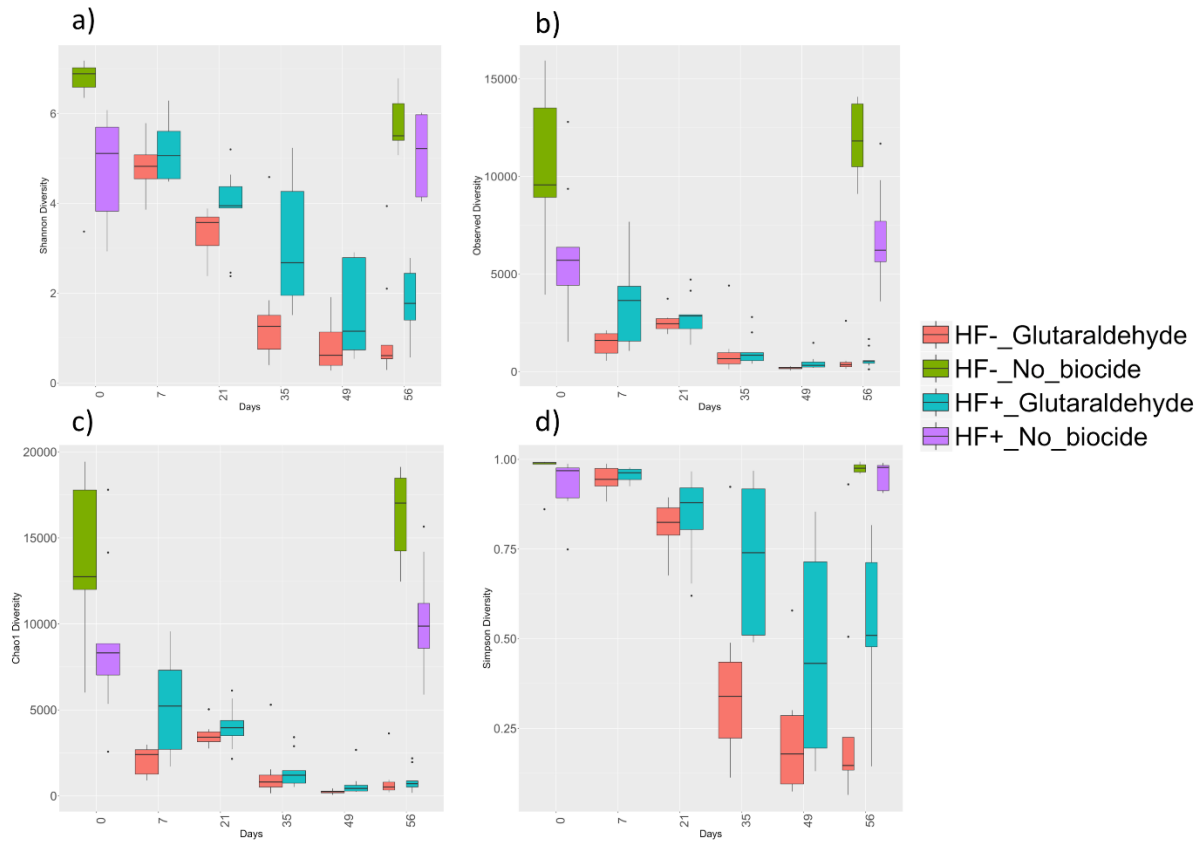 a)
6
4
2
0
Shannon Diversity
0
7
21
35
49
56
Days
b)
15000
10000
5000
0
Observed Diversity
0
7
21
35
49
56
Days
HF-_Glutaraldehyde
HF-_No_biocide
HF+_Glutaraldehyde
HF+_No_biocide
c)
20000
15000
10000
5000
0
Chao1 Diversity
0
7
21
35
49
56
Days
d)
1.00
0.75
0.50
0.25
Simpson Diversity
0
7
21
35
49
56
Days